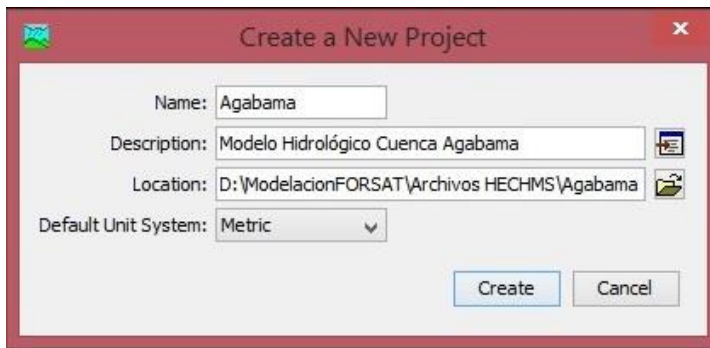 Create a New Project
Name: Agabama
Description: Modelo Hidrológico Cuenca Agabama
Location: D:\ModelacionFORSAT\Archivos HECHMS\Agabama
Default Unit System: Metric
Create Cancel